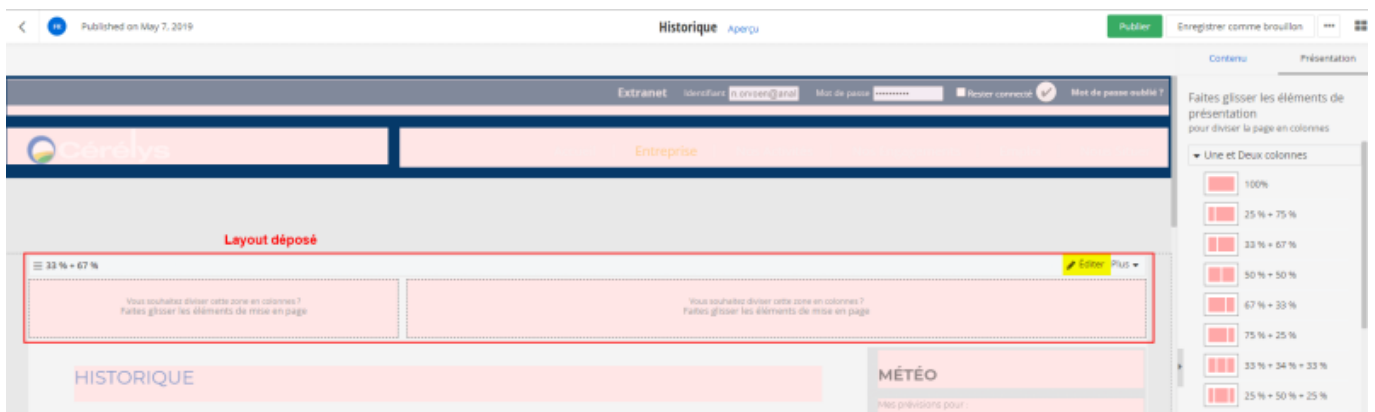 FR Published on May 7, 2019 Historique Aperçu Publier Enregistrer comme brouillon
Contenu Présentation
Extranet Identifiant n.orveen@anal Mot de passe Rester connecté Mot de passe oublié ?
Faites glisser les éléments de
présentation
pour diviser la page en colonnes
Cérélys
Entreprise
Une et Deux colonnes
100%
25 % + 75 %
Layout déposé
33 % + 67 %
33 % + 67 % Éditer Plus
50 % + 50 %
Vous souhaitez diviser cette zone en colonnes ?
Faites glisser les éléments de mise en page
Vous souhaitez diviser cette zone en colonnes ?
Faites glisser les éléments de mise en page
67 % + 33 %
75 % + 25 %
33 % + 34 % + 33 %
25 % + 50 % + 25 %
HISTORIQUE
MÉTÉO
Mes prévisions pour :